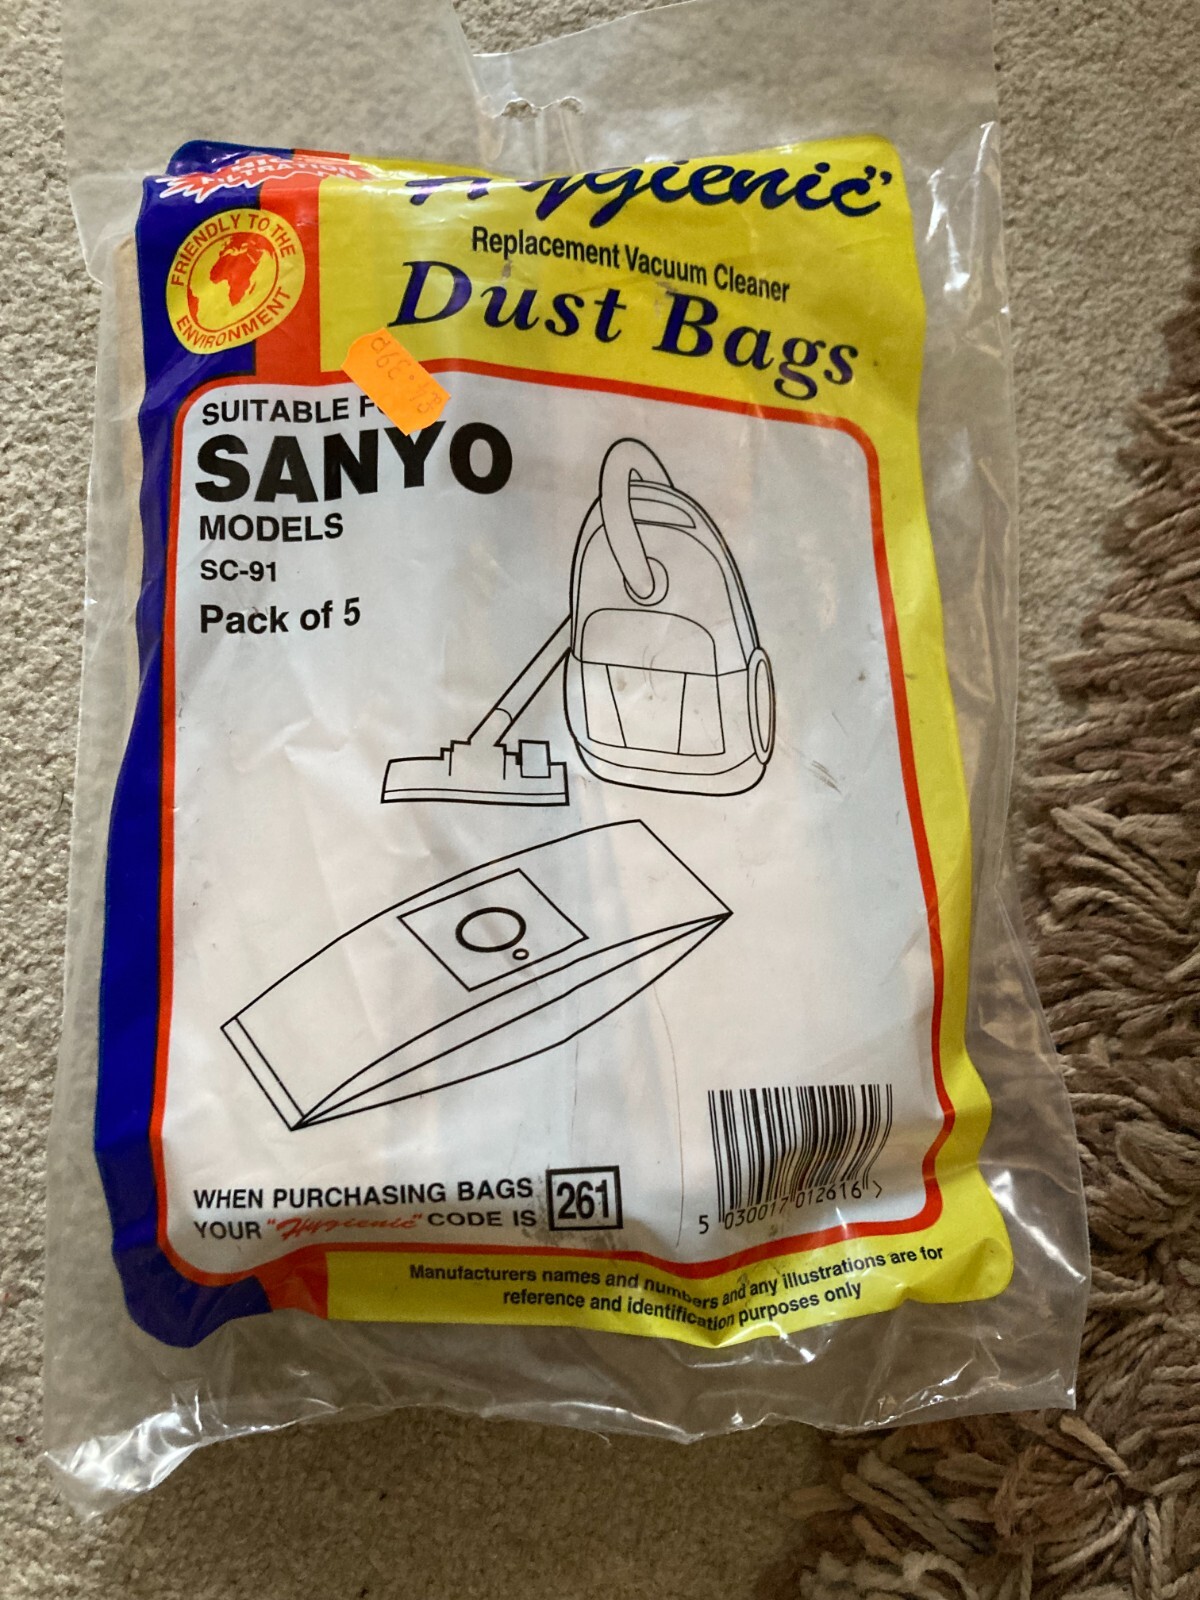 FILTRATION
"Hygienic"
Replacement Vacuum Cleaner
Dust Bags
FRIENDLY TO THE
ENVIRONMENT
SUITABLE
SANYO
MODELS
SC-91
Pack of 5
WHEN PURCHASING BAGS
YOUR "Hygienic" CODE IS
261
5 030017 012616 >
Manufacturers names and numbers and any illustrations are for
reference and identification purposes only